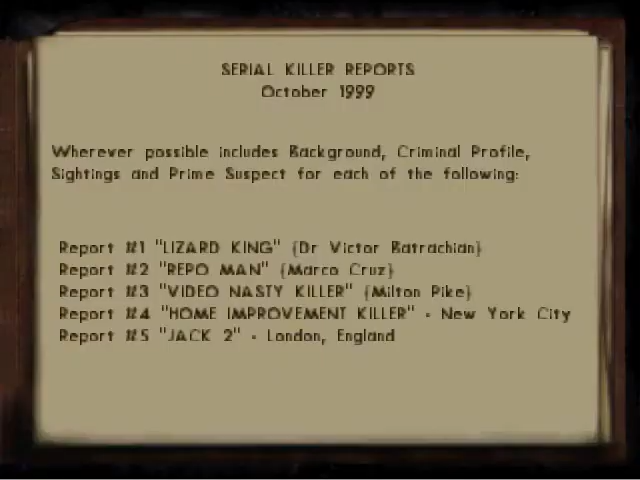 SERIAL KILLER REPORTS
October 1999
Wherever possible includes Background, Criminal Profile,
Sightings and Prime Suspect for each of the following:
Report #1 "LIZARD KING" {Dr Victor Batrachian}
Report #2 "REPO MAN" {Marco Cruz}
Report #3 "VIDEO NASTY KILLER" {Milton Pike}
Report #4 "HOME IMPROVEMENT KILLER" - New York City
Report #5 "JACK 2" - London, England